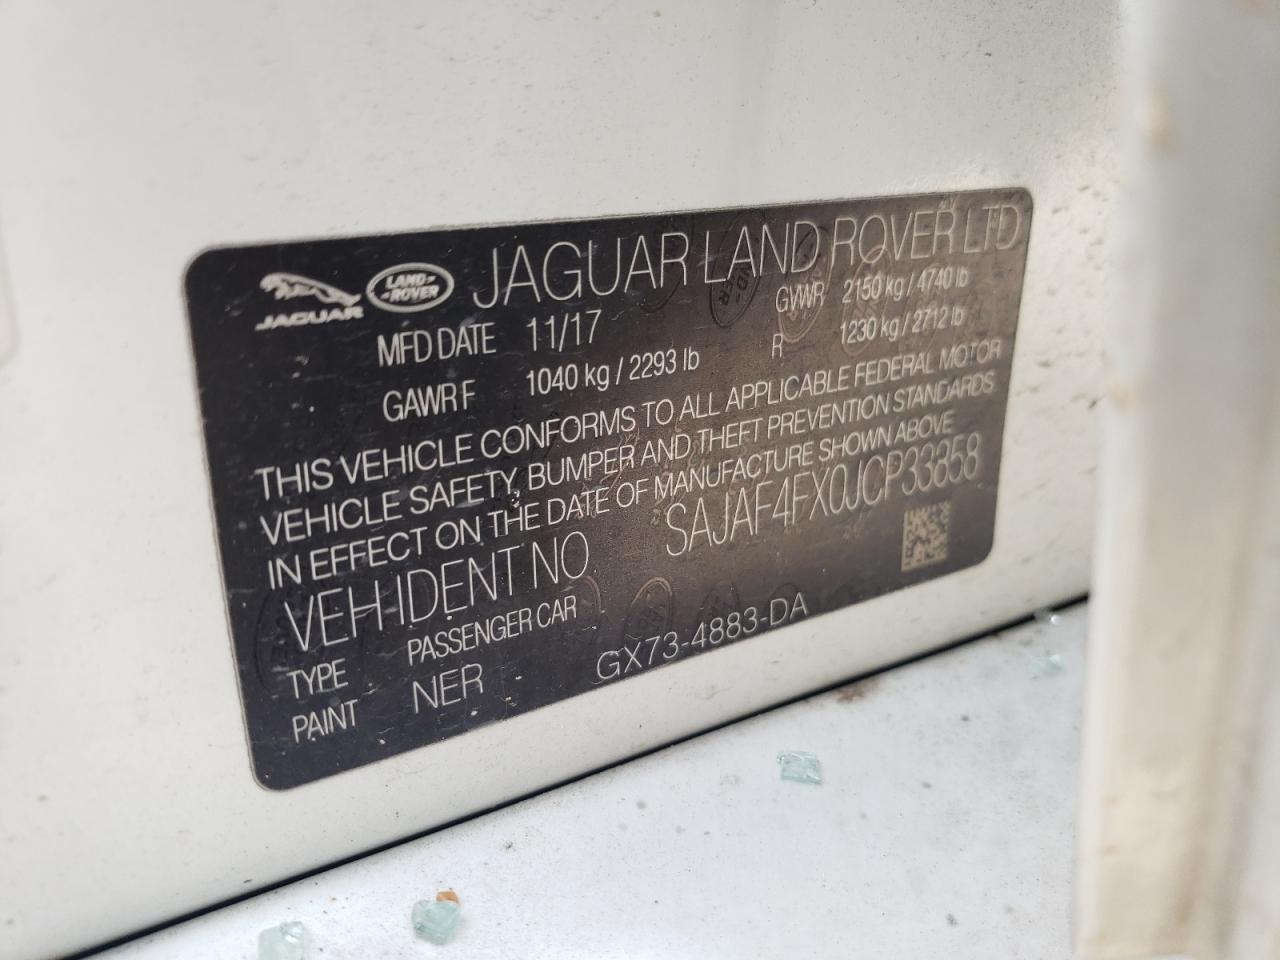 JAGUAR LAND-ROVER JAGUAR LAND ROVER LTD
MFD DATE 11/17 GVWR 2150 kg / 4740 lb
GAWR F 1040 kg / 2293 lb R 1230 kg / 2712 lb
THIS VEHICLE CONFORMS TO ALL APPLICABLE FEDERAL MOTOR
VEHICLE SAFETY, BUMPER AND THEFT PREVENTION STANDARDS
IN EFFECT ON THE DATE OF MANUFACTURE SHOWN ABOVE
VEH IDENT NO SAJAF4FX0JCP33858
TYPE PASSENGER CAR
PAINT NER GX73-4883-DA